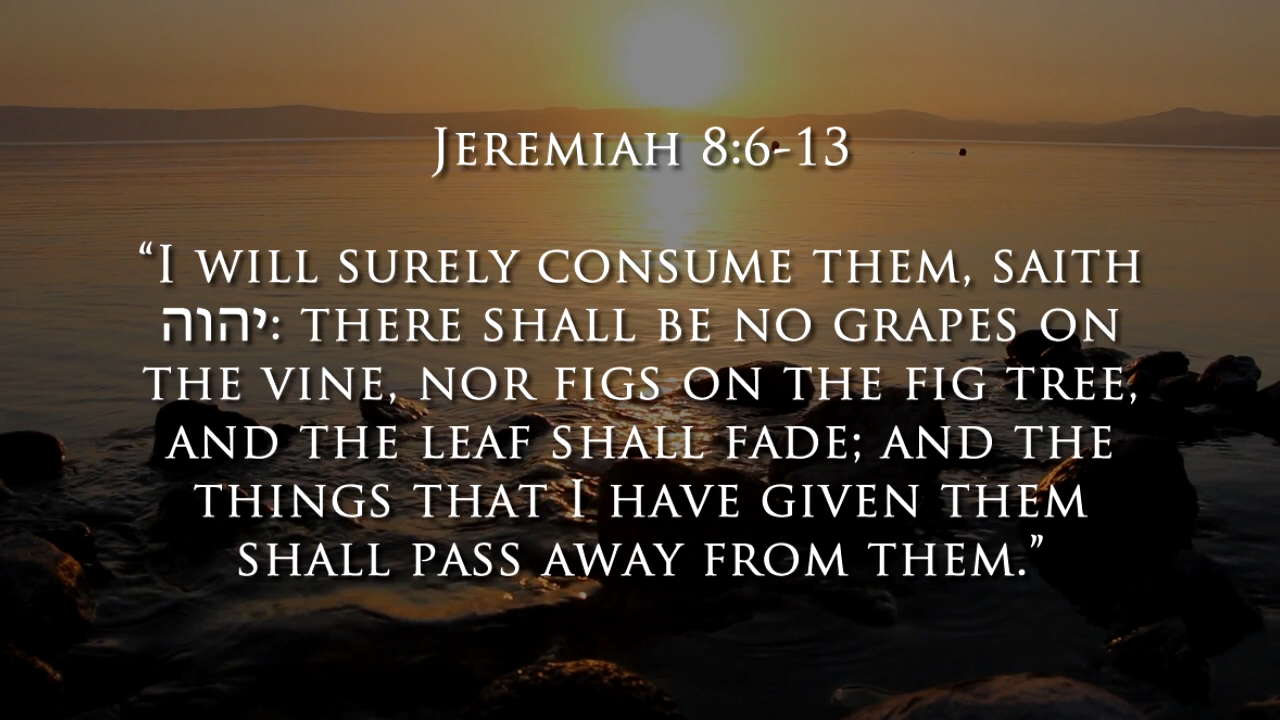 Jeremiah 8:6-13
“I will surely consume them, saith
יהוה: there shall be no grapes on
the vine, nor figs on the fig tree,
and the leaf shall fade; and the
things that I have given them
shall pass away from them.”